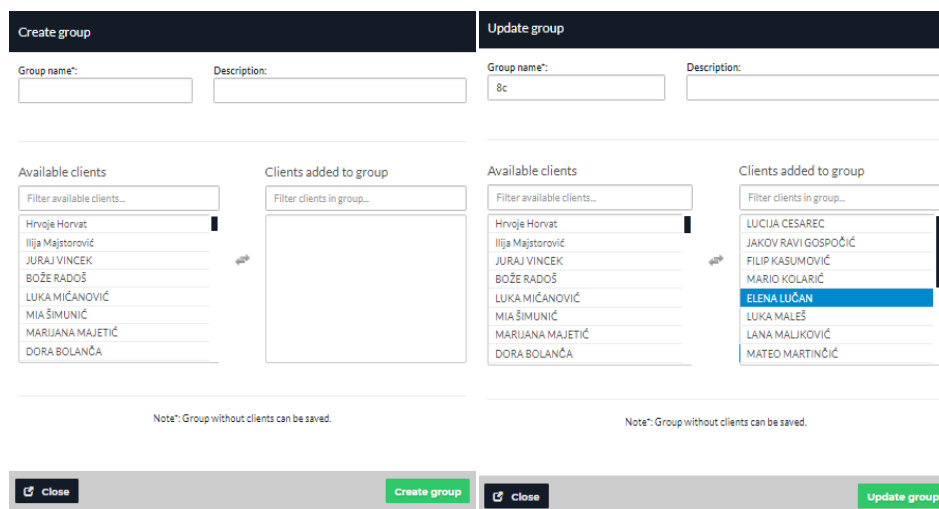 Create group
Group name*:
Description:
Available clients
Clients added to group
Filter available clients...
Filter clients in group...
Hrvoje Horvat
Ilija Majstorović
JURAJ VINCEK
BOŽE RADOŠ
LUKA MIĆANOVIĆ
MIA ŠIMUNIĆ
MARIJANA MAJETIĆ
DORA BOLANČA
Note*: Group without clients can be saved.
Close
Create group
Update group
Group name*:
Description:
8c
Available clients
Clients added to group
Filter available clients...
Filter clients in group...
Hrvoje Horvat
Ilija Majstorović
JURAJ VINCEK
BOŽE RADOŠ
LUKA MIĆANOVIĆ
MIA ŠIMUNIĆ
MARIJANA MAJETIĆ
DORA BOLANČA
LUCIJA CESAREC
JAKOV RAVI GOSPOČIĆ
FILIP KASUMOVIĆ
MARIO KOLARIĆ
ELENA LUČAN
LUKA MALEŠ
LANA MALJKOVIĆ
MATEO MARTINČIĆ
Note*: Group without clients can be saved.
Close
Update group